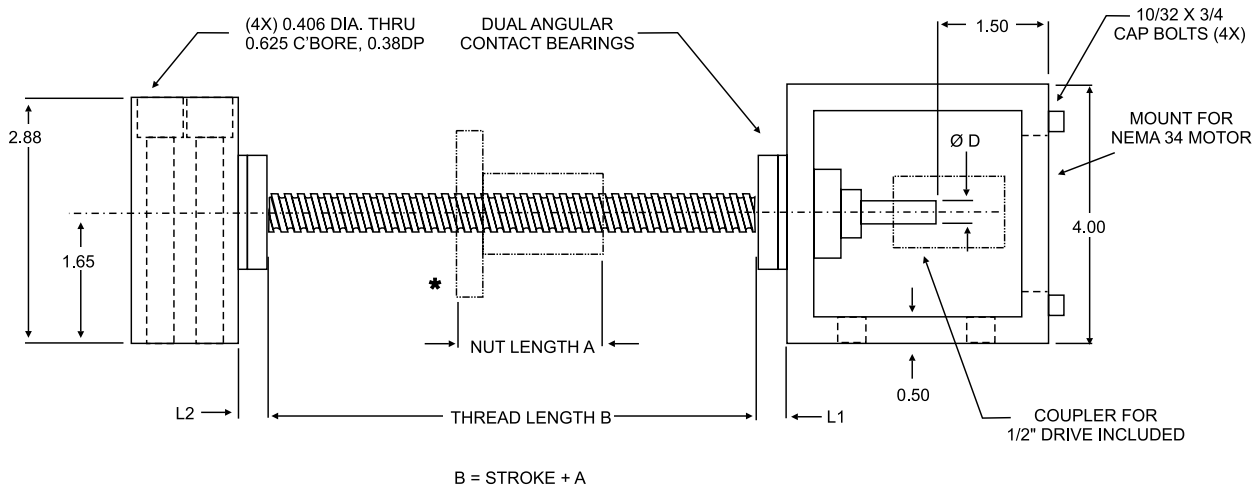 (4X) 0.406 DIA. THRU
0.625 C'BORE, 0.38DP
DUAL ANGULAR
CONTACT BEARINGS
1.50
10/32 X 3/4
CAP BOLTS (4X)
2.88
MOUNT FOR
NEMA 34 MOTOR
Ø D
1.65
4.00
*
NUT LENGTH A
0.50
L2
THREAD LENGTH B
L1
COUPLER FOR
1/2" DRIVE INCLUDED
B = STROKE + A